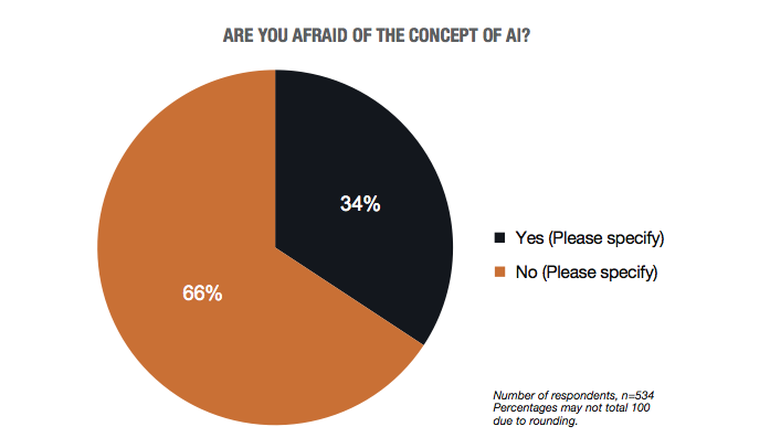 ARE YOU AFRAID OF THE CONCEPT OF AI?
34%
66%
Yes (Please specify)
No (Please specify)
Number of respondents, n=534
Percentages may not total 100
due to rounding.